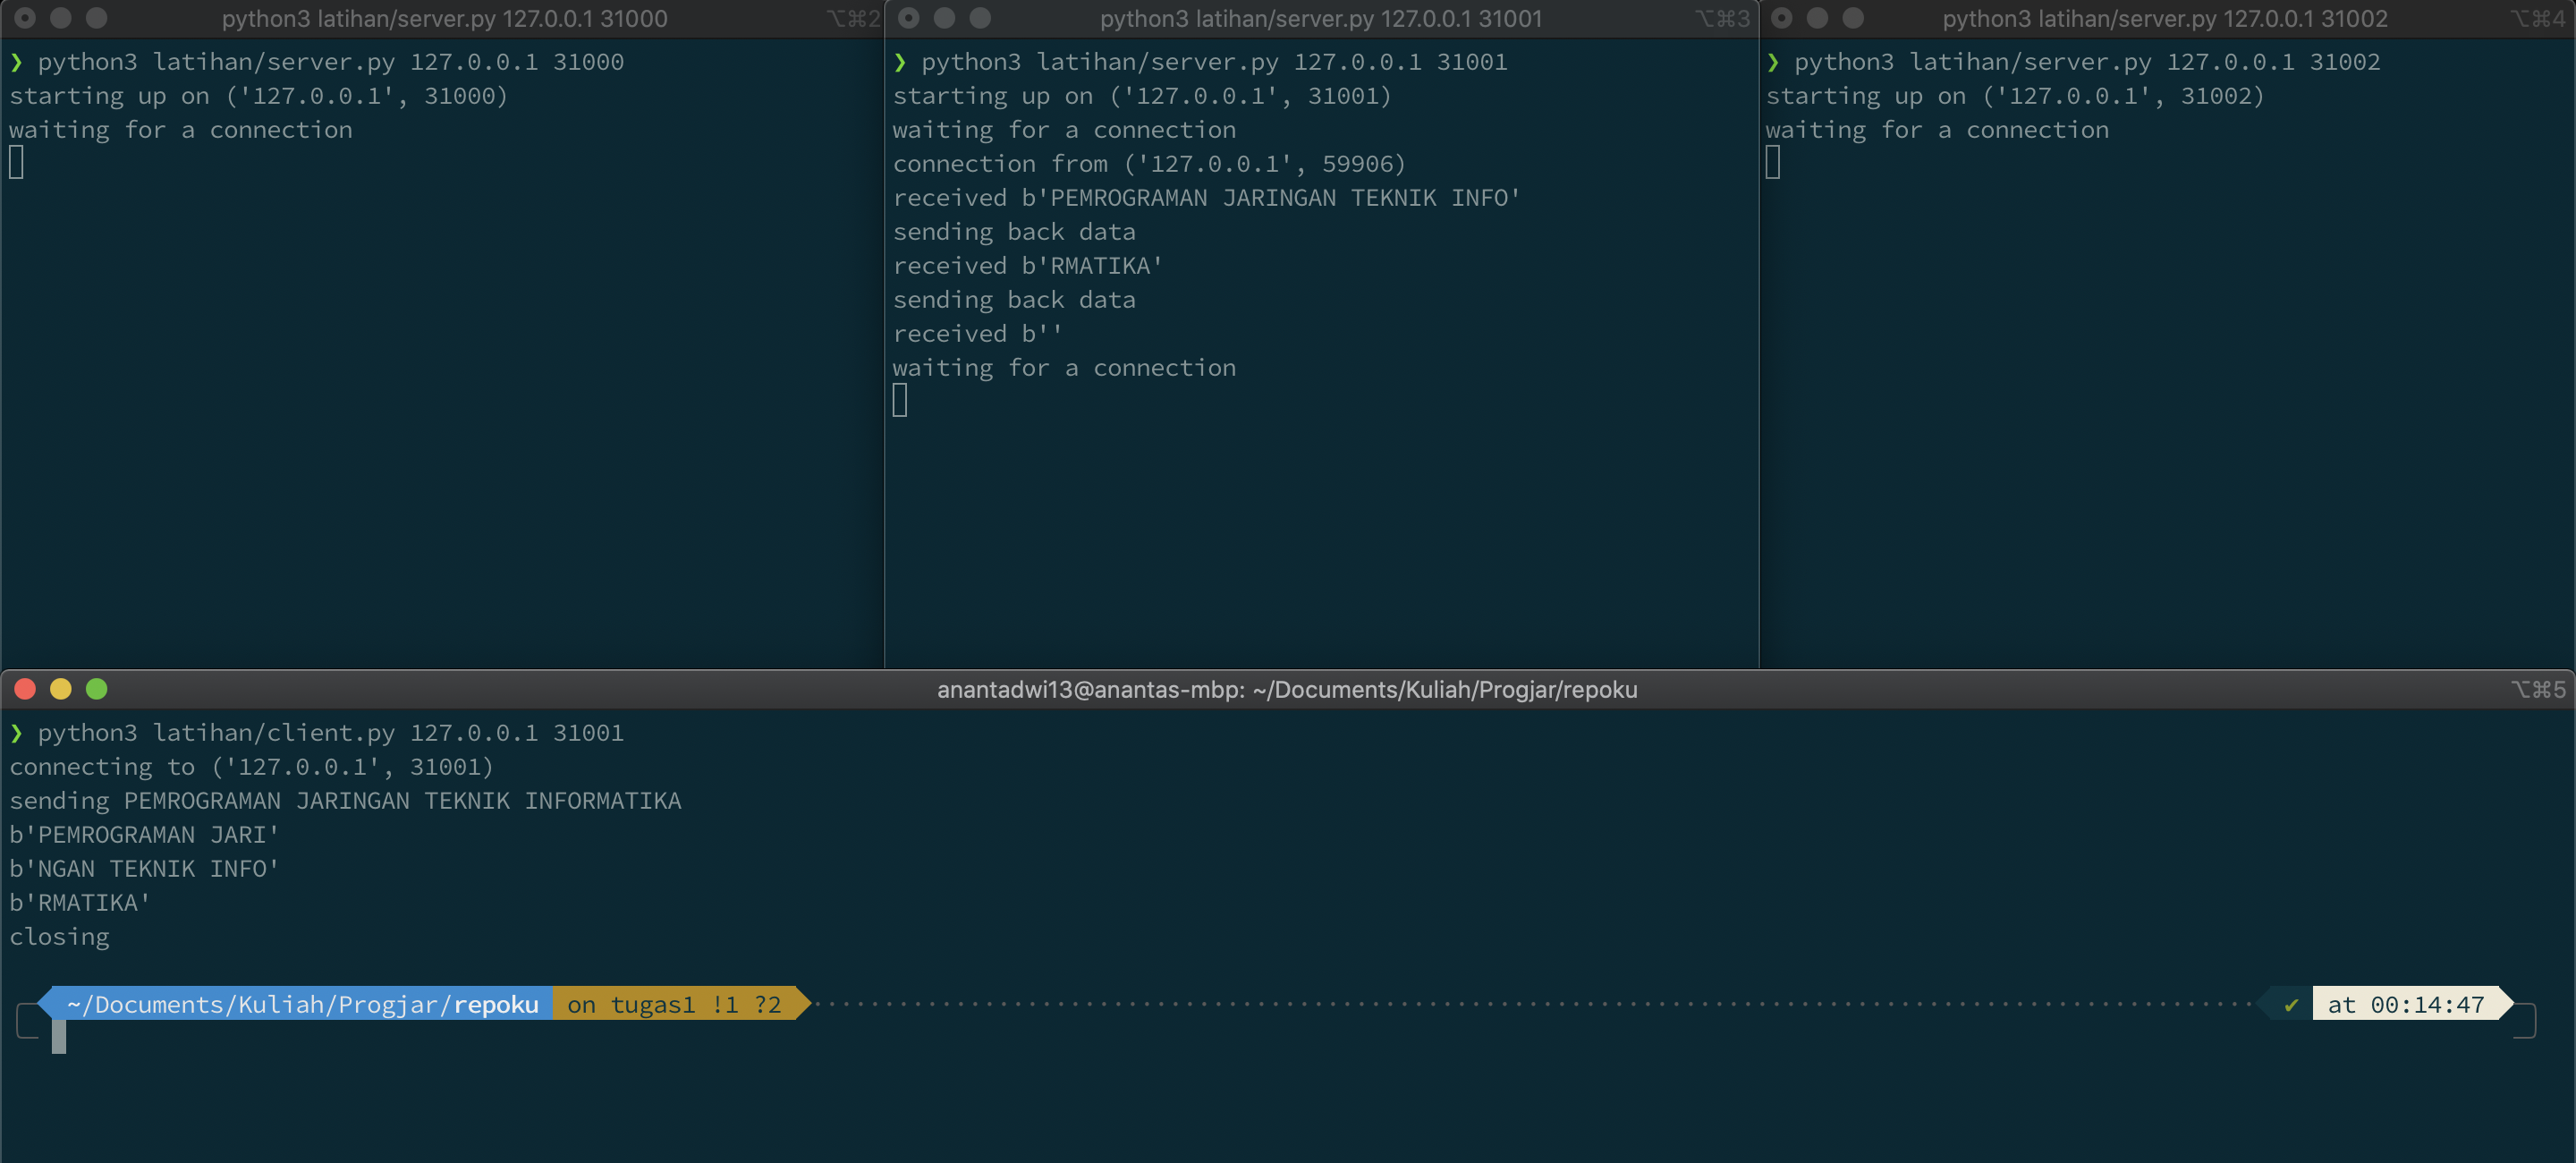 python3 latihan/server.py 127.0.0.1 31000 ⌥⌘2
❯ python3 latihan/server.py 127.0.0.1 31000
starting up on ('127.0.0.1', 31000)
waiting for a connection
python3 latihan/server.py 127.0.0.1 31001 ⌥⌘3
❯ python3 latihan/server.py 127.0.0.1 31001
starting up on ('127.0.0.1', 31001)
waiting for a connection
connection from ('127.0.0.1', 59906)
received b'PEMROGRAMAN JARINGAN TEKNIK INFO'
sending back data
received b'RMATIKA'
sending back data
received b''
waiting for a connection
python3 latihan/server.py 127.0.0.1 31002 ⌥⌘4
❯ python3 latihan/server.py 127.0.0.1 31002
starting up on ('127.0.0.1', 31002)
waiting for a connection
anantadwi13@anantas-mbp: ~/Documents/Kuliah/Progjar/repoku ⌥⌘5
❯ python3 latihan/client.py 127.0.0.1 31001
connecting to ('127.0.0.1', 31001)
sending PEMROGRAMAN JARINGAN TEKNIK INFORMATIKA
b'PEMROGRAMAN JARI'
b'NGAN TEKNIK INFO'
b'RMATIKA'
closing
~/Documents/Kuliah/Progjar/repoku on tugas1 !1 ?2 ✔ at 00:14:47